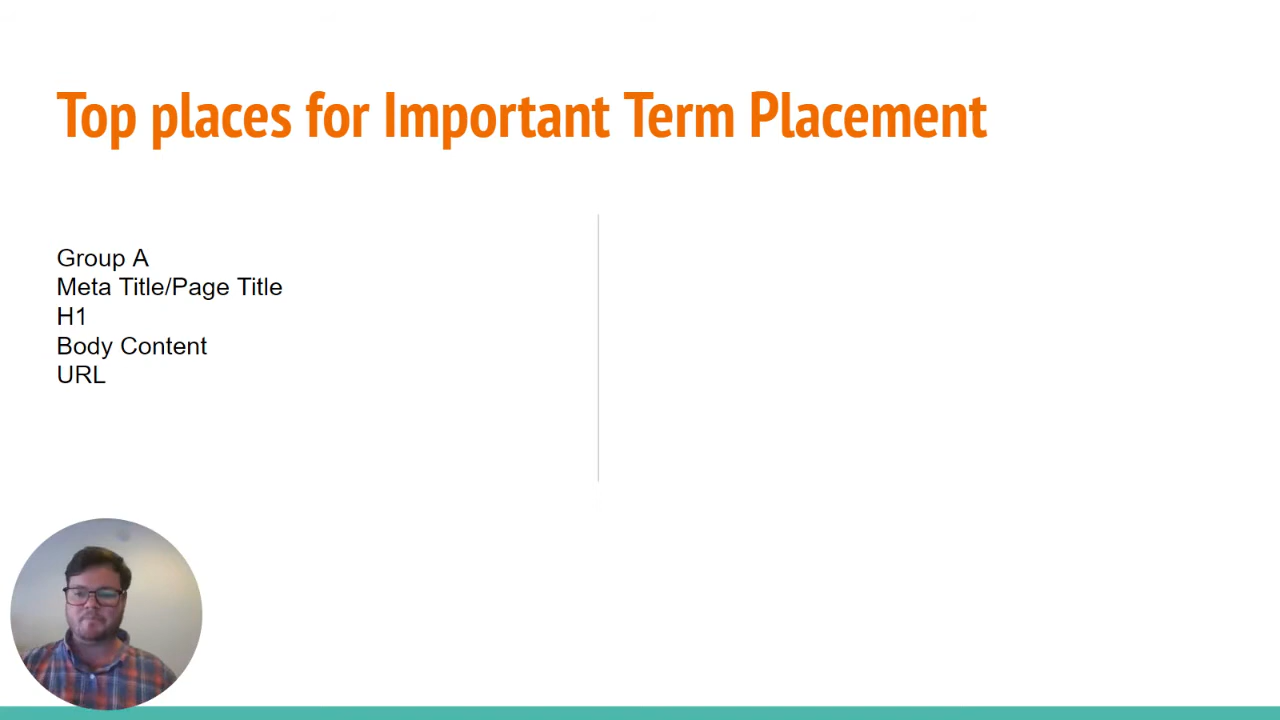 Top places for Important Term Placement
Group A
Meta Title/Page Title
H1
Body Content
URL